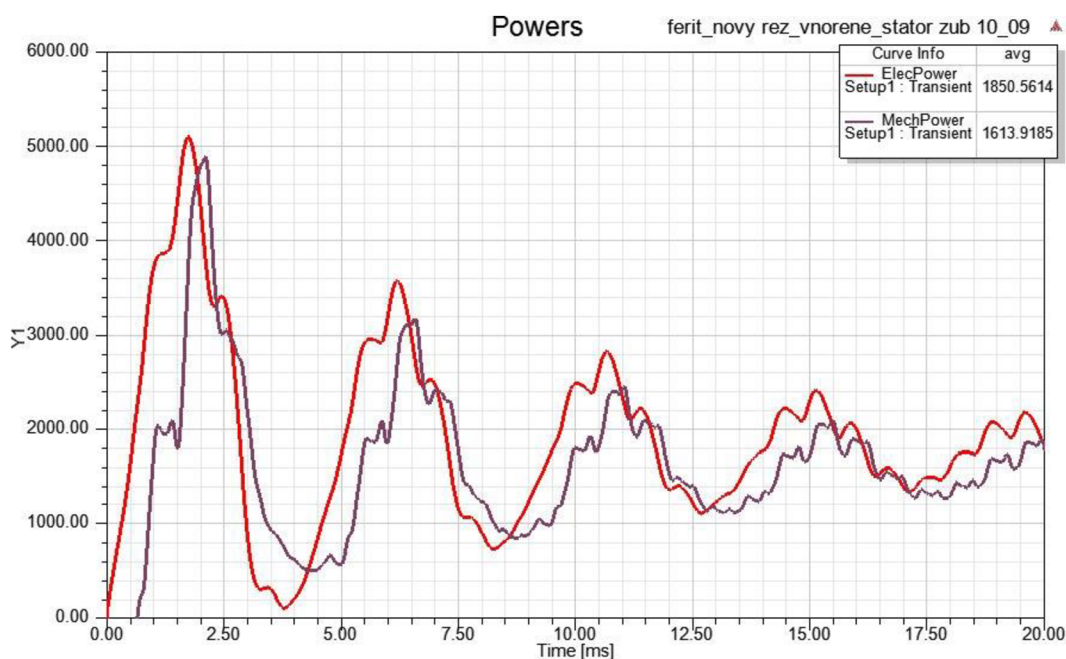 Powers
ferit_novy rez_vnorene_stator zub 10_09
Curve Info avg
ElecPower
Setup1 : Transient 1850.5614
MechPower
Setup1 : Transient 1613.9185
6000.00
5000.00
4000.00
3000.00
2000.00
1000.00
0.00
Y1
0.00 2.50 5.00 7.50 10.00 12.50 15.00 17.50 20.00
Time [ms]